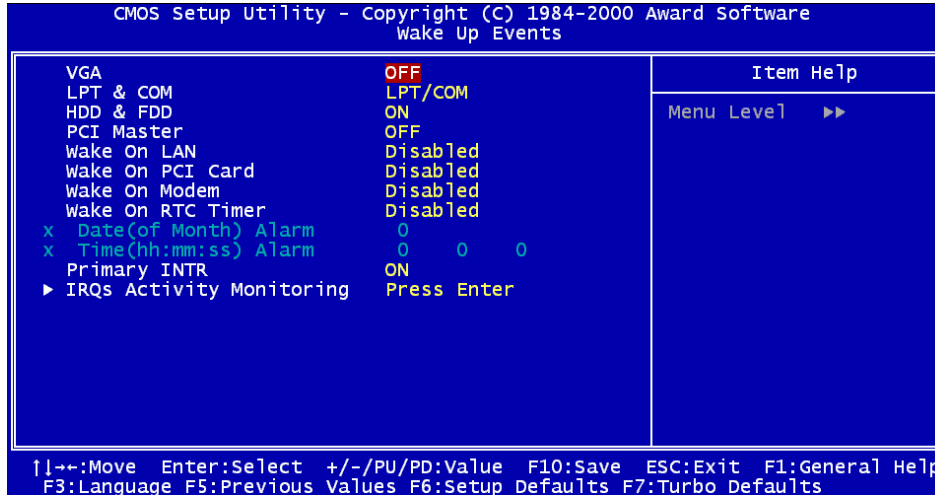 CMOS Setup Utility - Copyright (C) 1984-2000 Award Software
Wake Up Events
VGA OFF
LPT & COM LPT/COM
HDD & FDD ON
PCI Master OFF
Wake On LAN Disabled
Wake On PCI Card Disabled
Wake On Modem Disabled
Wake On RTC Timer Disabled
x Date(of Month) Alarm 0
x Time(hh:mm:ss) Alarm 0 0 0
Primary INTR ON
▶ IRQs Activity Monitoring Press Enter
Item Help
Menu Level ▶▶
↑↓→←:Move Enter:Select +/-/PU/PD:Value F10:Save ESC:Exit F1:General Help
F3:Language F5:Previous Values F6:Setup Defaults F7:Turbo Defaults